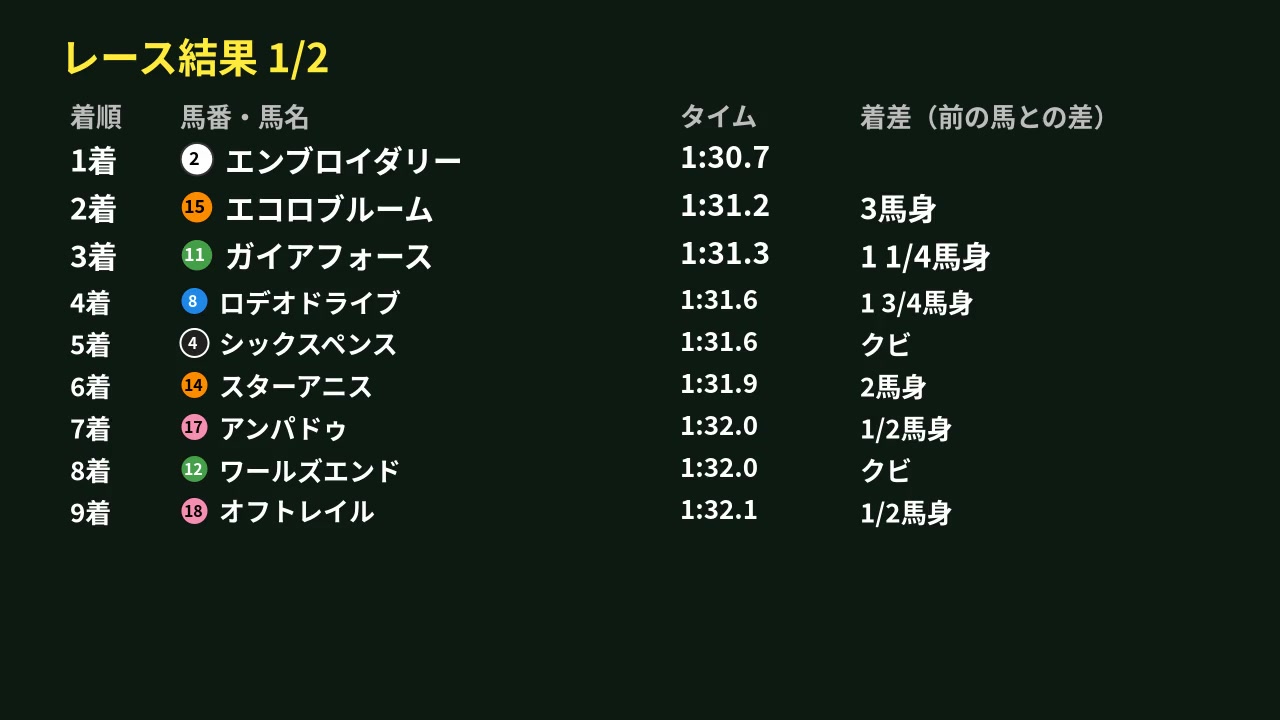 レース結果 1/2
着順 馬番・馬名 タイム 着差（前の馬との差）
1着 2 エンブロイダリー 1:30.7
2着 15 エコロブルーム 1:31.2 3馬身
3着 11 ガイアフォース 1:31.3 1 1/4馬身
4着 8 ロデオドライブ 1:31.6 1 3/4馬身
5着 4 シックスペンス 1:31.6 クビ
6着 14 スターアニス 1:31.9 2馬身
7着 17 アンパドゥ 1:32.0 1/2馬身
8着 12 ワールズエンド 1:32.0 クビ
9着 18 オフトレイル 1:32.1 1/2馬身